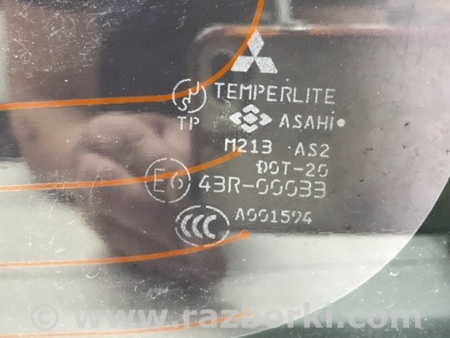 TEMPERLITE
TP
ASAHI
M213 AS2
DOT-20
E6 43R-00033
CCC A001594
© www.razborki.com